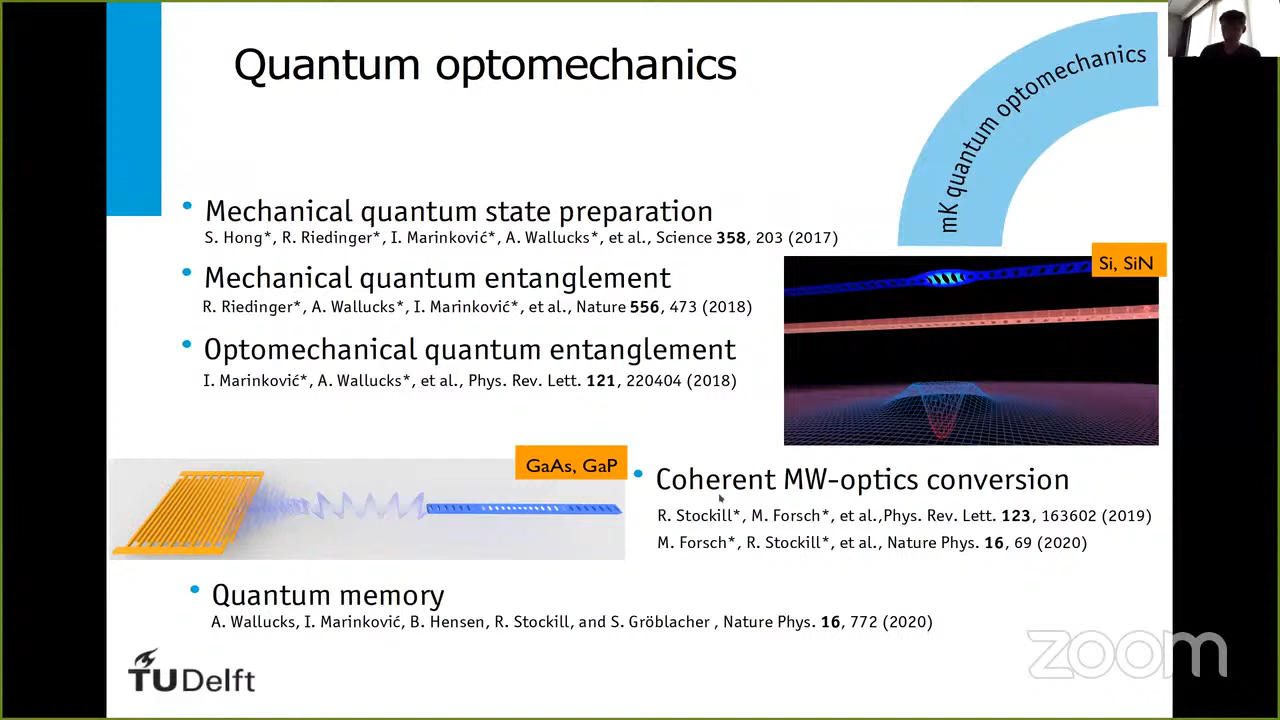 Quantum optomechanics
mK quantum optomechanics
• Mechanical quantum state preparation
S. Hong*, R. Riedinger*, I. Marinković*, A. Wallucks*, et al., Science 358, 203 (2017)
• Mechanical quantum entanglement
R. Riedinger*, A. Wallucks*, I. Marinković*, et al., Nature 556, 473 (2018)
• Optomechanical quantum entanglement
I. Marinković*, A. Wallucks*, et al., Phys. Rev. Lett. 121, 220404 (2018)
Si, SiN
GaAs, GaP
• Coherent MW-optics conversion
R. Stockill*, M. Forsch*, et al.,Phys. Rev. Lett. 123, 163602 (2019)
M. Forsch*, R. Stockill*, et al., Nature Phys. 16, 69 (2020)
• Quantum memory
A. Wallucks, I. Marinković, B. Hensen, R. Stockill, and S. Gröblacher , Nature Phys. 16, 772 (2020)
TUDelft
zoom